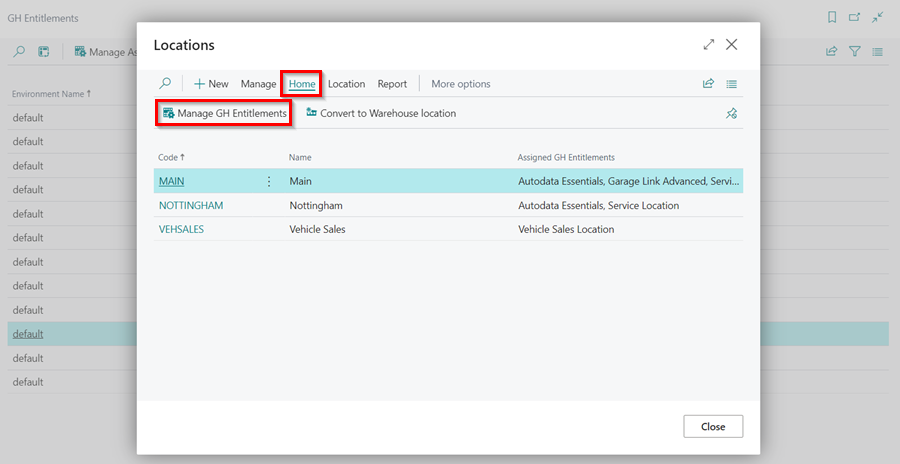 GH Entitlements
Manage As
Environment Name ↑
default
default
default
default
default
default
default
default
default
default
default
default
Locations
New Manage Home Location Report More options
Manage GH Entitlements Convert to Warehouse location
Code ↑ Name Assigned GH Entitlements
MAIN Main Autodata Essentials, Garage Link Advanced, Servi...
NOTTINGHAM Nottingham Autodata Essentials, Service Location
VEHSALES Vehicle Sales Vehicle Sales Location
Close